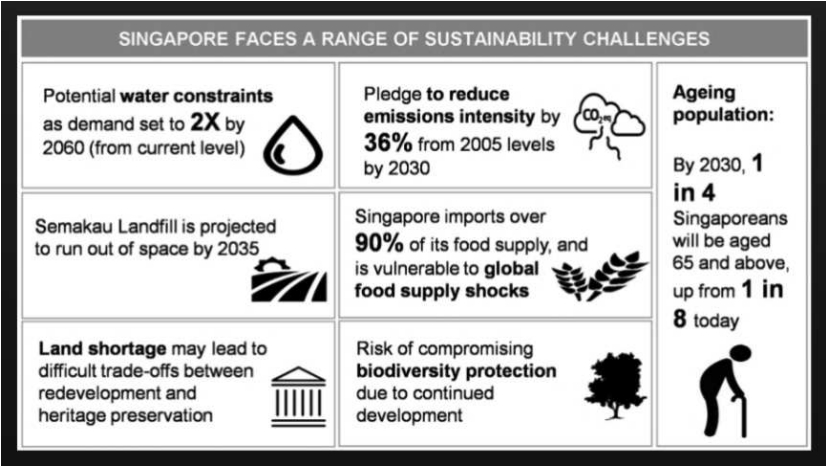 SINGAPORE FACES A RANGE OF SUSTAINABILITY CHALLENGES
Potential water constraints
as demand set to 2X by
2060 (from current level)
Pledge to reduce
emissions intensity by
36% from 2005 levels
by 2030
CO₂-eq
Semakau Landfill is projected
to run out of space by 2035
Singapore imports over
90% of its food supply, and
is vulnerable to global
food supply shocks
Land shortage may lead to
difficult trade-offs between
redevelopment and
heritage preservation
Risk of compromising
biodiversity protection
due to continued
development
Ageing
population:
By 2030, 1
in 4
Singaporeans
will be aged
65 and above,
up from 1 in
8 today